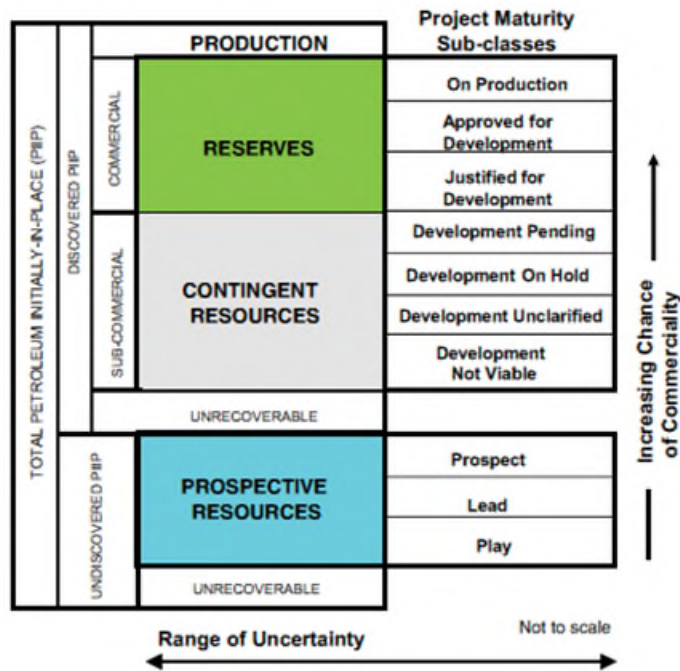 Project Maturity
Sub-classes
PRODUCTION
TOTAL PETROLEUM INITIALLY-IN-PLACE (PIIP)
DISCOVERED PIIP
COMMERCIAL
RESERVES
On Production
Approved for
Development
Justified for
Development
SUB-COMMERCIAL
CONTINGENT
RESOURCES
Development Pending
Development On Hold
Development Unclarified
Development
Not Viable
UNRECOVERABLE
UNDISCOVERED PIIP
PROSPECTIVE
RESOURCES
Prospect
Lead
Play
UNRECOVERABLE
Increasing Chance
of Commerciality
Range of Uncertainty
Not to scale